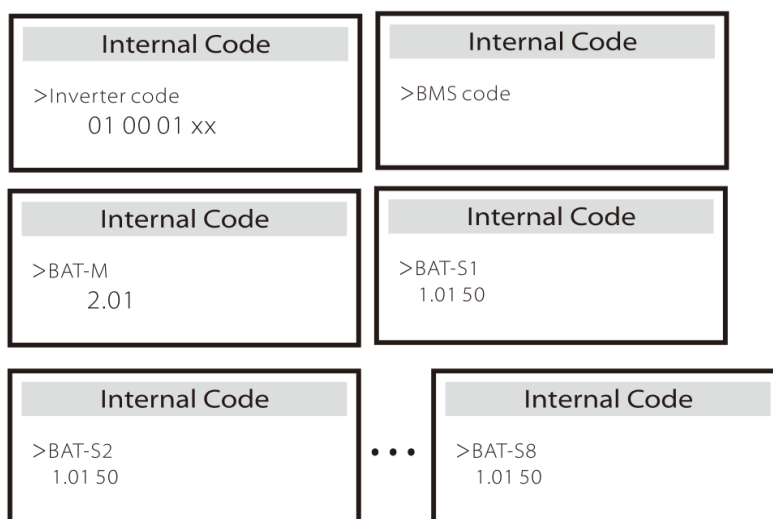 Internal Code
>Inverter code
01 00 01 xx
Internal Code
>BMS code
Internal Code
>BAT-M
2.01
Internal Code
>BAT-S1
1.01 50
Internal Code
>BAT-S2
1.01 50
• • •
Internal Code
>BAT-S8
1.01 50